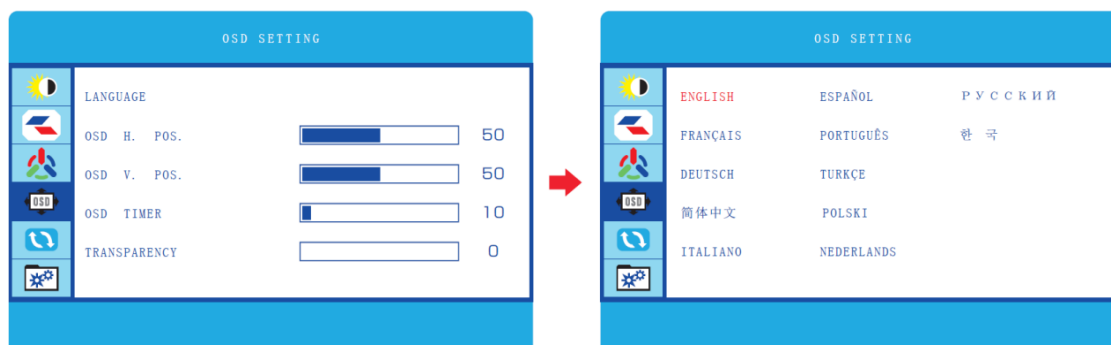 OSD SETTING
LANGUAGE
OSD H. POS. 50
OSD V. POS. 50
OSD TIMER 10
TRANSPARENCY 0
OSD
OSD SETTING
ENGLISH ESPAÑOL РУССКИЙ
FRANÇAIS PORTUGUÊS 한 국
DEUTSCH TURKÇE
简体中文 POLSKI
ITALIANO NEDERLANDS
OSD